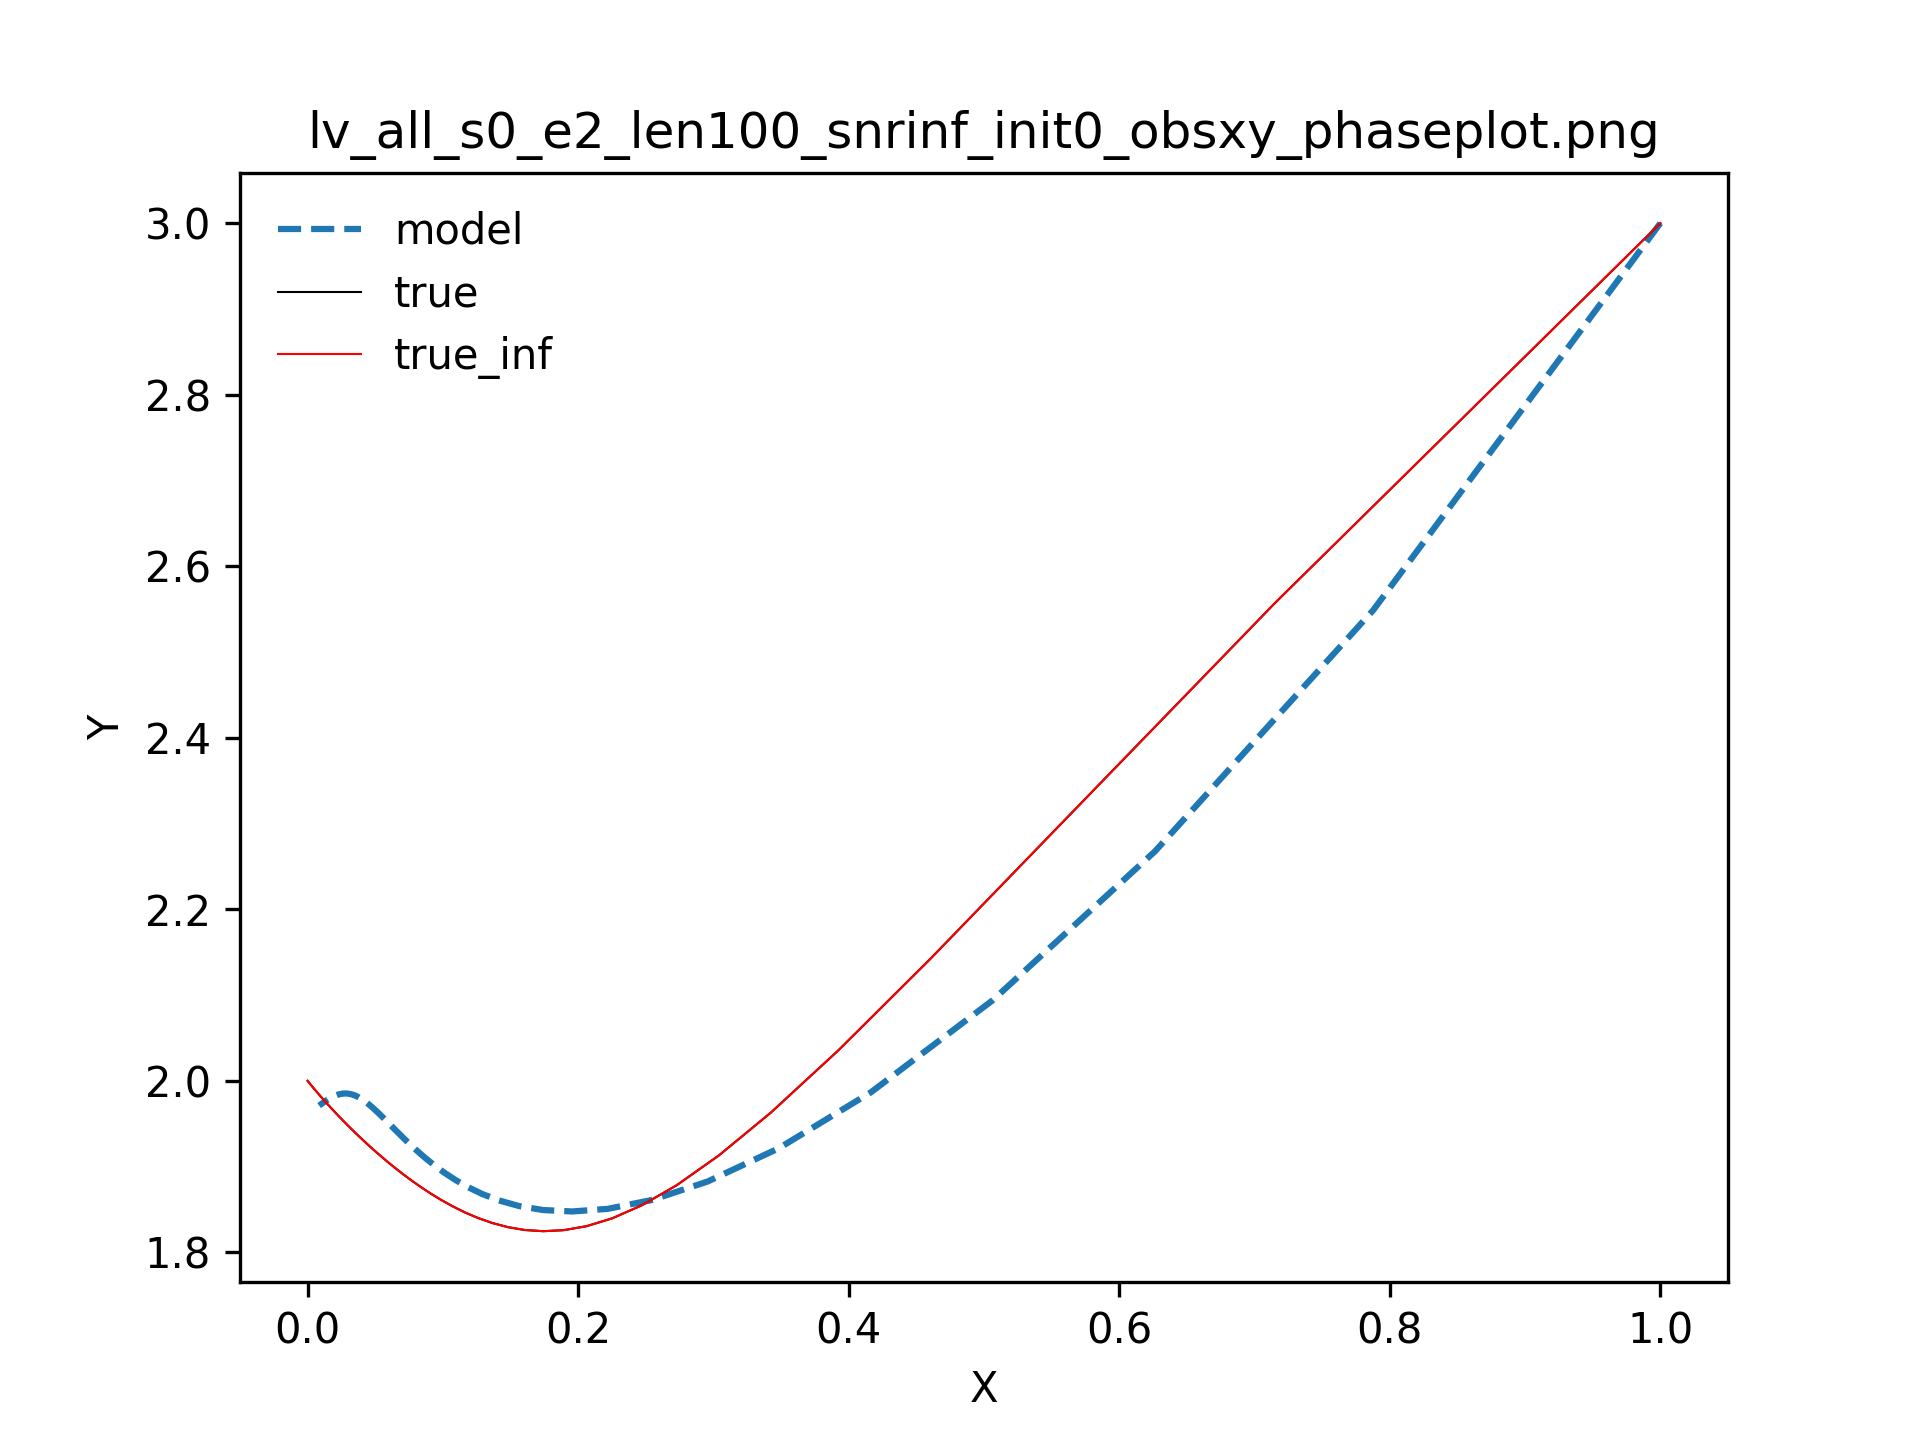 lv_all_s0_e2_len100_snrinf_init0_obsxy_phaseplot.png
model
true
true_inf
3.0
2.8
2.6
2.4
2.2
2.0
1.8
Y
0.0 0.2 0.4 0.6 0.8 1.0
X